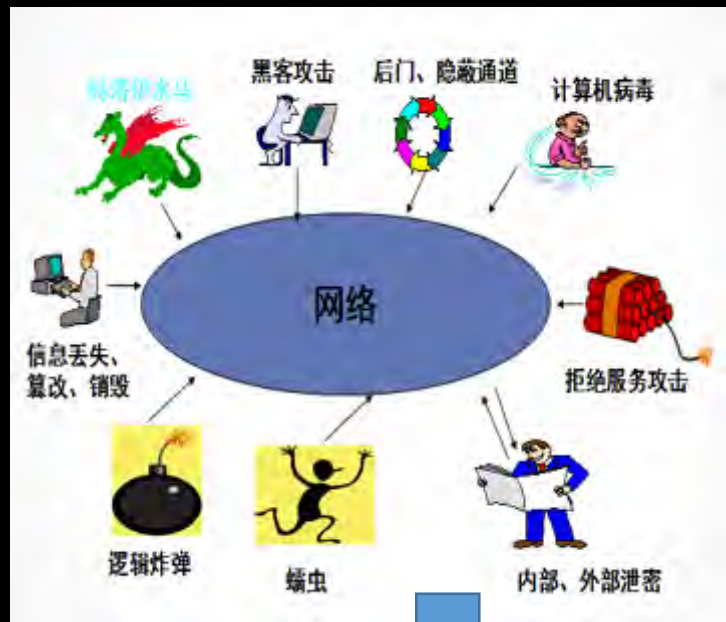 黑客攻击
后门、隐蔽通道
计算机病毒
特洛伊木马
网络
信息丢失、
篡改、销毁
拒绝服务攻击
逻辑炸弹
蠕虫
内部、外部泄密